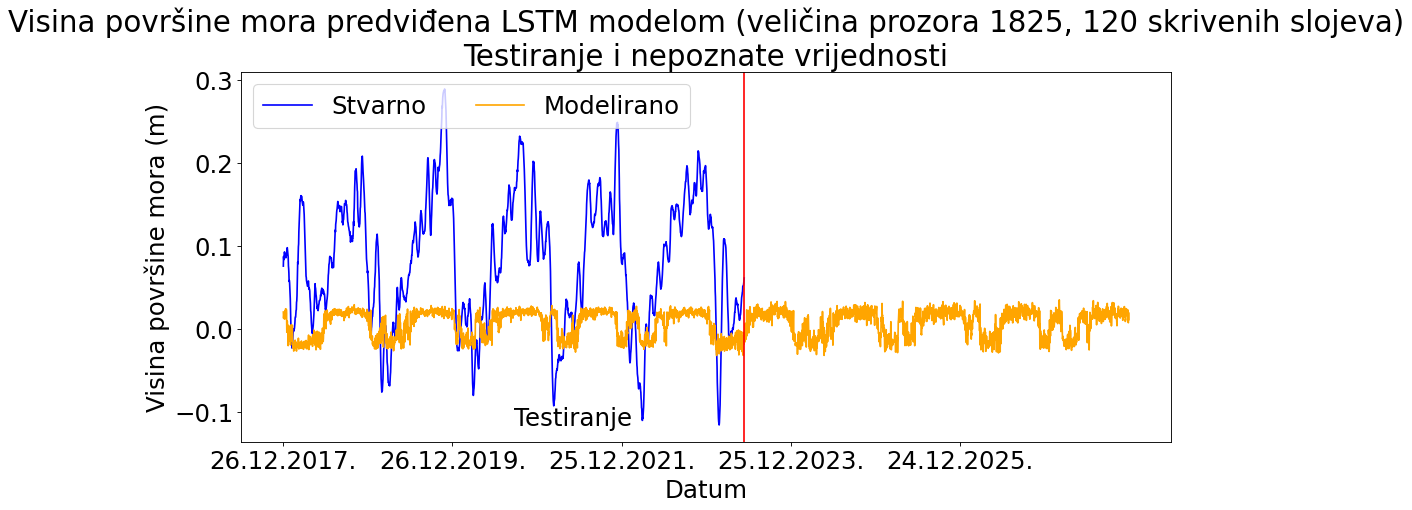 Visina površine mora predviđena LSTM modelom (veličina prozora 1825, 120 skrivenih slojeva)
Testiranje i nepoznate vrijednosti
Stvarno Modelirano
Visina površine mora (m)
0.3
0.2
0.1
0.0
−0.1
Testiranje
26.12.2017. 26.12.2019. 25.12.2021. 25.12.2023. 24.12.2025.
Datum